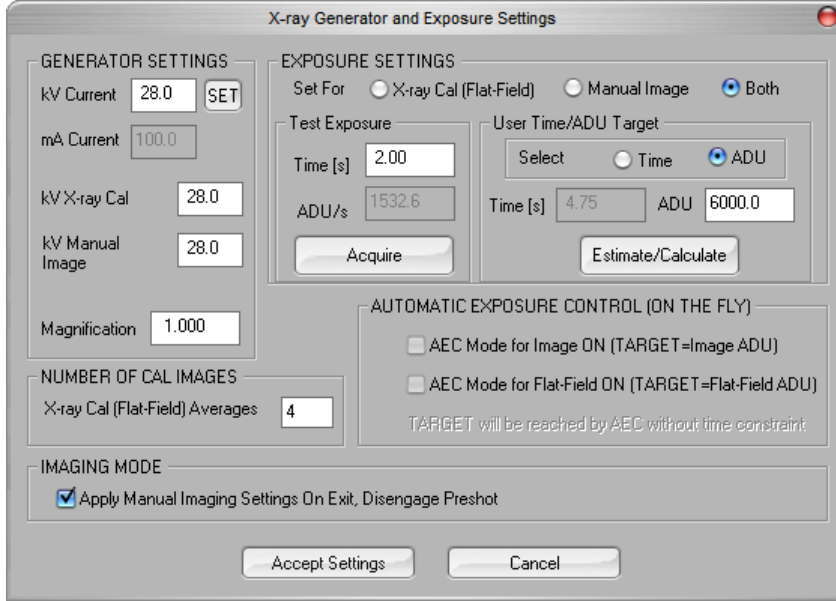 X-ray Generator and Exposure Settings
GENERATOR SETTINGS
kV Current 28.0 SET
mA Current 100.0
kV X-ray Cal 28.0
kV Manual
Image 28.0
Magnification 1.000
EXPOSURE SETTINGS
Set For X-ray Cal (Flat-Field) Manual Image Both
Test Exposure
Time [s] 2.00
ADU/s 1532.6
Acquire
User Time/ADU Target
Select Time ADU
Time [s] 4.75 ADU 6000.0
Estimate/Calculate
AUTOMATIC EXPOSURE CONTROL (ON THE FLY)
AEC Mode for Image ON (TARGET=Image ADU)
AEC Mode for Flat-Field ON (TARGET=Flat-Field ADU)
TARGET will be reached by AEC without time constraint
NUMBER OF CAL IMAGES
X-ray Cal (Flat-Field) Averages 4
IMAGING MODE
Apply Manual Imaging Settings On Exit, Disengage Preshot
Accept Settings Cancel